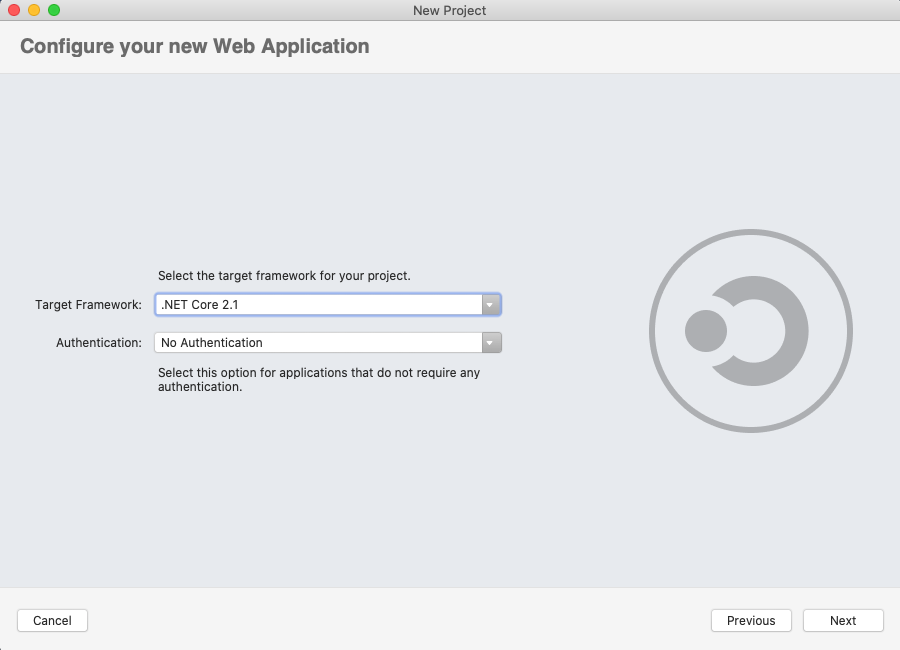 New Project
Configure your new Web Application
Select the target framework for your project.
Target Framework: .NET Core 2.1
Authentication: No Authentication
Select this option for applications that do not require any
authentication.
Cancel Previous Next